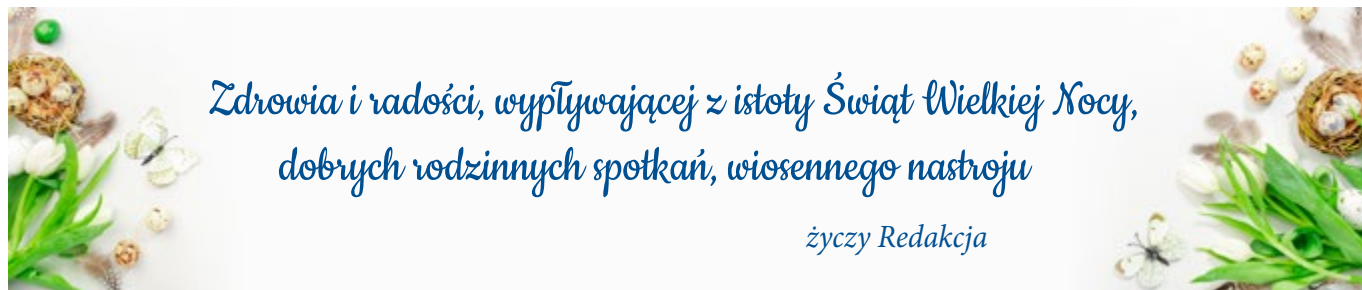 Zdrowia i radości, wypływającej z istoty Świąt Wielkiej Nocy,
dobrych rodzinnych spotkań, wiosennego nastroju
życzy Redakcja